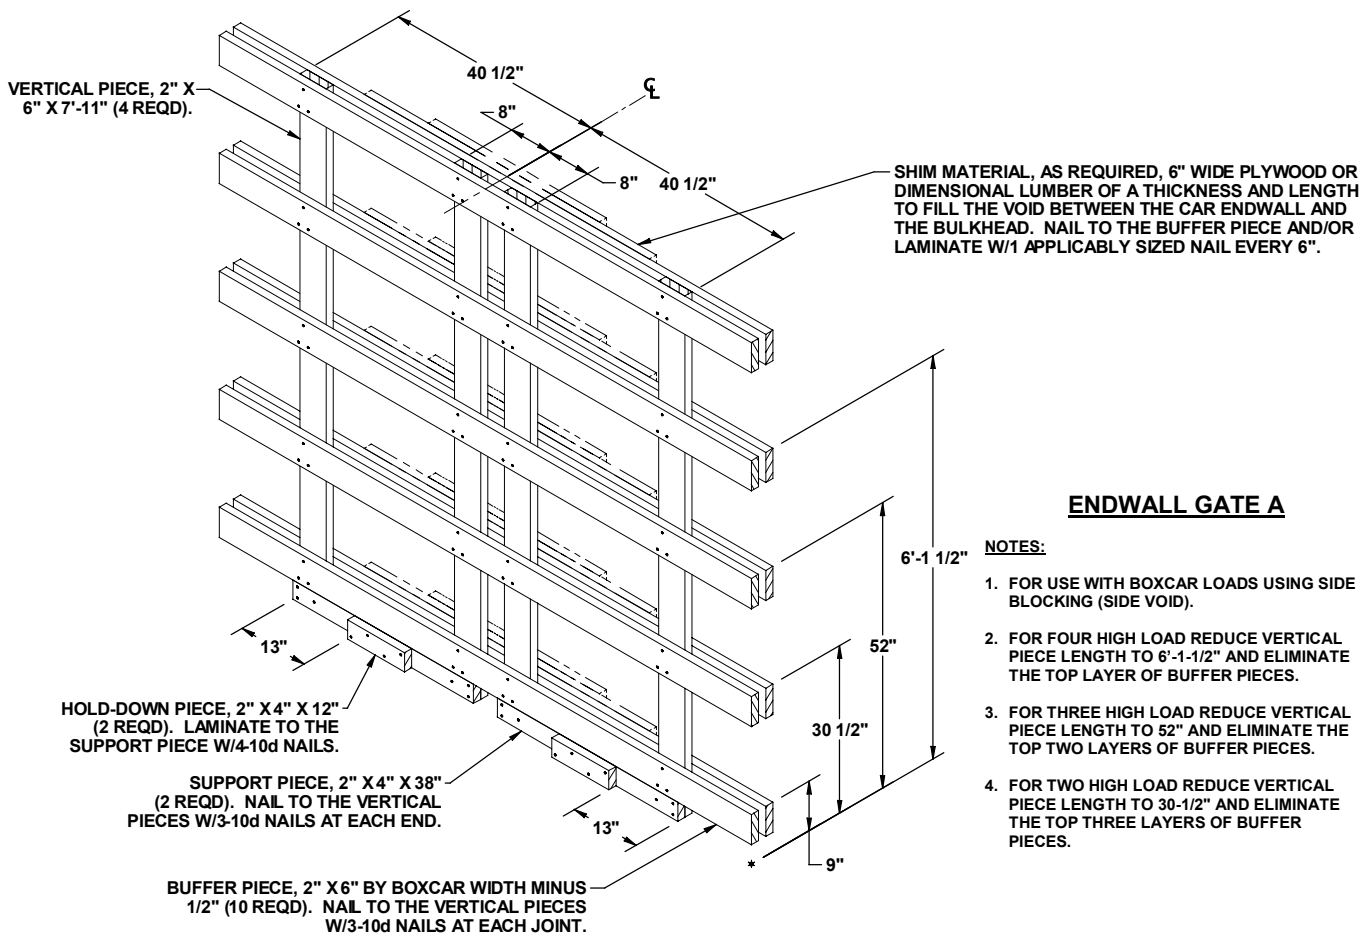 40 1/2"
℄
VERTICAL PIECE, 2" X
6" X 7'-11" (4 REQD).
8"
8"
40 1/2"
SHIM MATERIAL, AS REQUIRED, 6" WIDE PLYWOOD OR
DIMENSIONAL LUMBER OF A THICKNESS AND LENGTH
TO FILL THE VOID BETWEEN THE CAR ENDWALL AND
THE BULKHEAD. NAIL TO THE BUFFER PIECE AND/OR
LAMINATE W/1 APPLICABLY SIZED NAIL EVERY 6".
6'-1 1/2"
52"
30 1/2"
9"
*
13"
HOLD-DOWN PIECE, 2" X 4" X 12"
(2 REQD). LAMINATE TO THE
SUPPORT PIECE W/4-10d NAILS.
SUPPORT PIECE, 2" X 4" X 38"
(2 REQD). NAIL TO THE VERTICAL
PIECES W/3-10d NAILS AT EACH END.
13"
BUFFER PIECE, 2" X 6" BY BOXCAR WIDTH MINUS
1/2" (10 REQD). NAIL TO THE VERTICAL PIECES
W/3-10d NAILS AT EACH JOINT.
ENDWALL GATE A
NOTES:
1. FOR USE WITH BOXCAR LOADS USING SIDE
BLOCKING (SIDE VOID).
2. FOR FOUR HIGH LOAD REDUCE VERTICAL
PIECE LENGTH TO 6'-1-1/2" AND ELIMINATE
THE TOP LAYER OF BUFFER PIECES.
3. FOR THREE HIGH LOAD REDUCE VERTICAL
PIECE LENGTH TO 52" AND ELIMINATE THE
TOP TWO LAYERS OF BUFFER PIECES.
4. FOR TWO HIGH LOAD REDUCE VERTICAL
PIECE LENGTH TO 30-1/2" AND ELIMINATE
THE TOP THREE LAYERS OF BUFFER
PIECES.